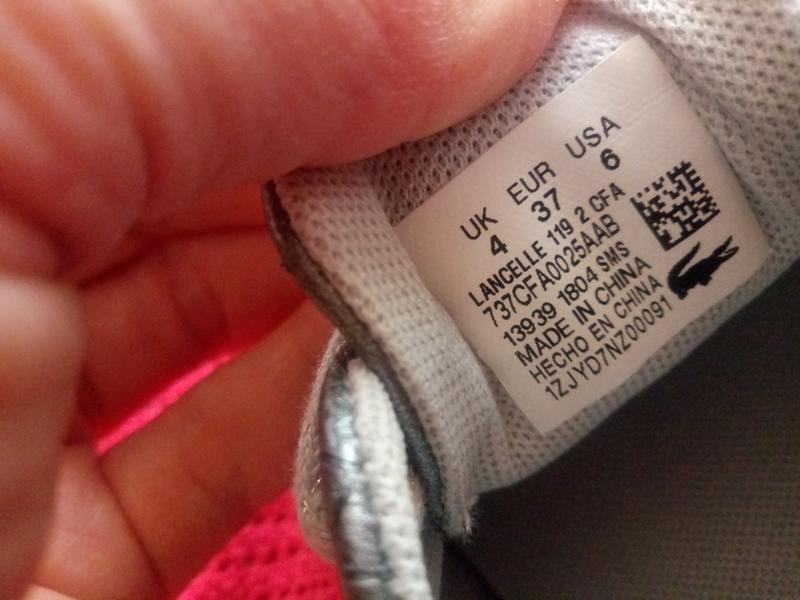 UK EUR USA
4 37 6
LANCELLE 119 2 CFA
737CFA0025AAB
13939 1804 SMS
MADE IN CHINA
HECHO EN CHINA
1ZJYD7NZ00091